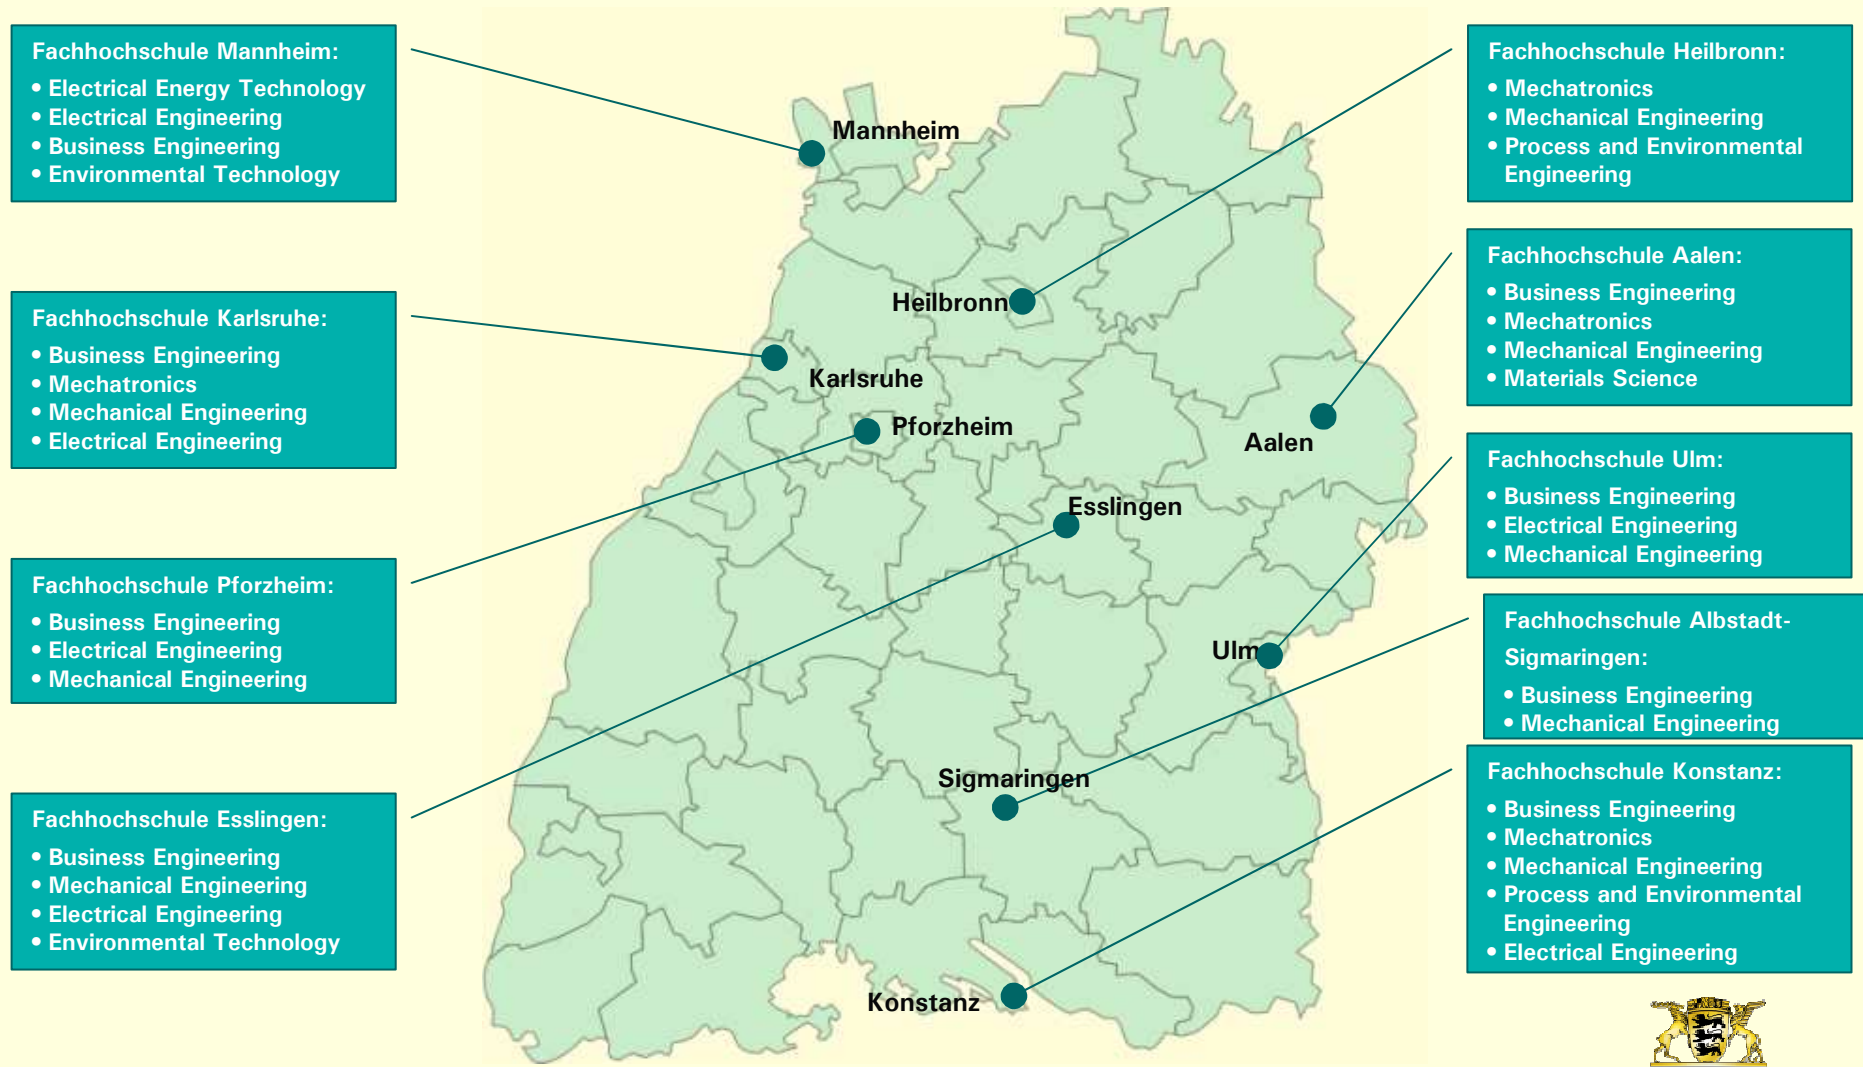 Fachhochschule Mannheim:
• Electrical Energy Technology
• Electrical Engineering
• Business Engineering
• Environmental Technology
Fachhochschule Karlsruhe:
• Business Engineering
• Mechatronics
• Mechanical Engineering
• Electrical Engineering
Fachhochschule Pforzheim:
• Business Engineering
• Electrical Engineering
• Mechanical Engineering
Fachhochschule Esslingen:
• Business Engineering
• Mechanical Engineering
• Electrical Engineering
• Environmental Technology
Mannheim
Heilbronn
Karlsruhe
Pforzheim
Aalen
Esslingen
Ulm
Sigmaringen
Konstanz
Fachhochschule Heilbronn:
• Mechatronics
• Mechanical Engineering
• Process and Environmental
Engineering
Fachhochschule Aalen:
• Business Engineering
• Mechatronics
• Mechanical Engineering
• Materials Science
Fachhochschule Ulm:
• Business Engineering
• Electrical Engineering
• Mechanical Engineering
Fachhochschule Albstadt-
Sigmaringen:
• Business Engineering
• Mechanical Engineering
Fachhochschule Konstanz:
• Business Engineering
• Mechatronics
• Mechanical Engineering
• Process and Environmental
Engineering
• Electrical Engineering